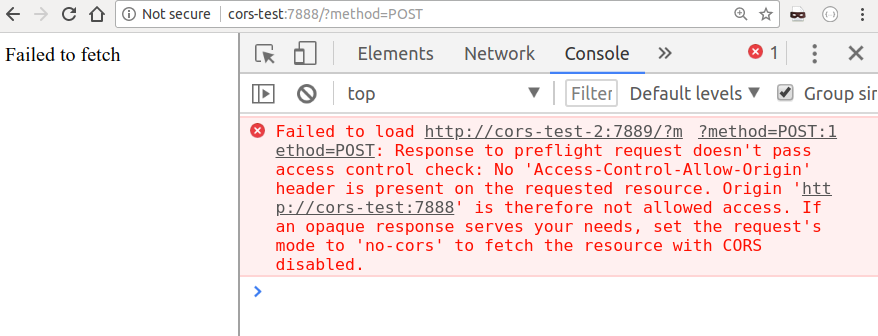 Not secure | cors-test:7888/?method=POST
Failed to fetch
Elements Network Console » 1
top Filter Default levels Group sir
Failed to load http://cors-test-2:7889/?m ?method=POST:1
ethod=POST: Response to preflight request doesn't pass
access control check: No 'Access-Control-Allow-Origin'
header is present on the requested resource. Origin 'htt
p://cors-test:7888' is therefore not allowed access. If
an opaque response serves your needs, set the request's
mode to 'no-cors' to fetch the resource with CORS
disabled.